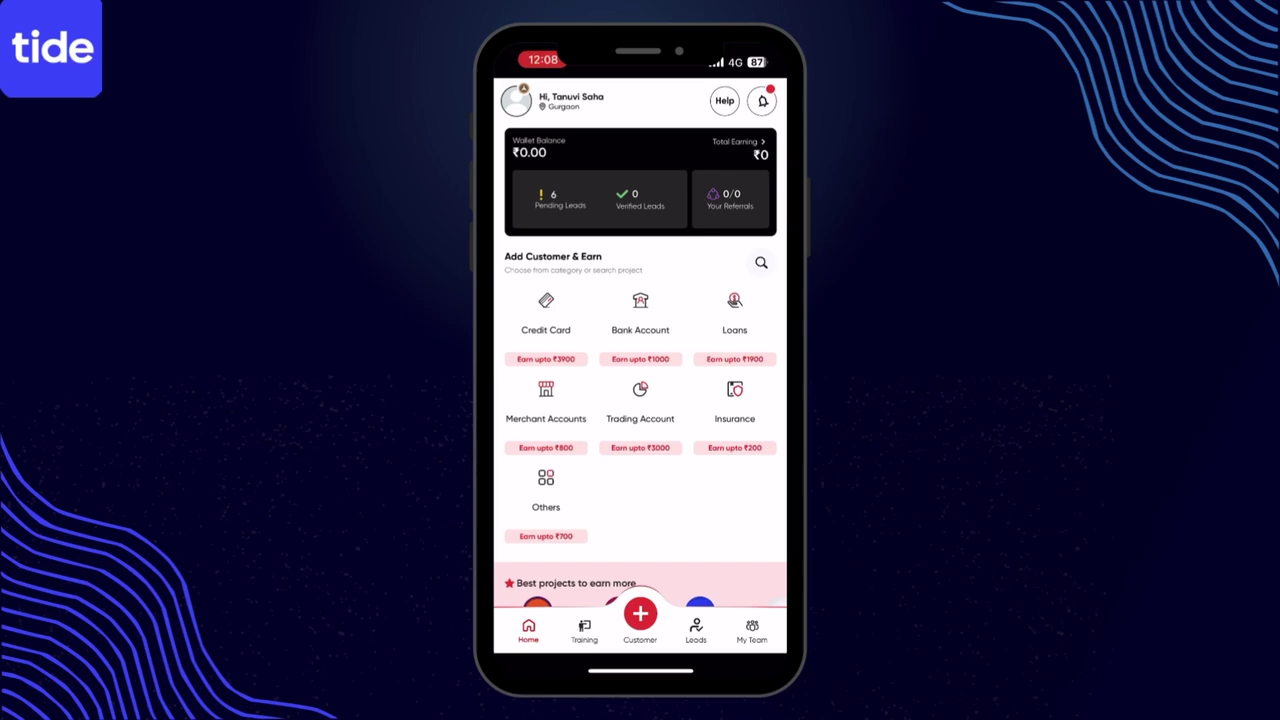 tide
12:08
4G 87
Hi, Tanuvi Saha
Gurgaon
Help
Wallet Balance
₹0.00
Total Earning >
₹0
6
Pending Leads
0
Verified Leads
0/0
Your Referrals
Add Customer & Earn
Choose from category or search project
Credit Card
Bank Account
Loans
Earn upto ₹3900
Earn upto ₹1000
Earn upto ₹1900
Merchant Accounts
Trading Account
Insurance
Earn upto ₹800
Earn upto ₹3000
Earn upto ₹200
Others
Earn upto ₹700
Best projects to earn more
Home
Training
Customer
Leads
My Team